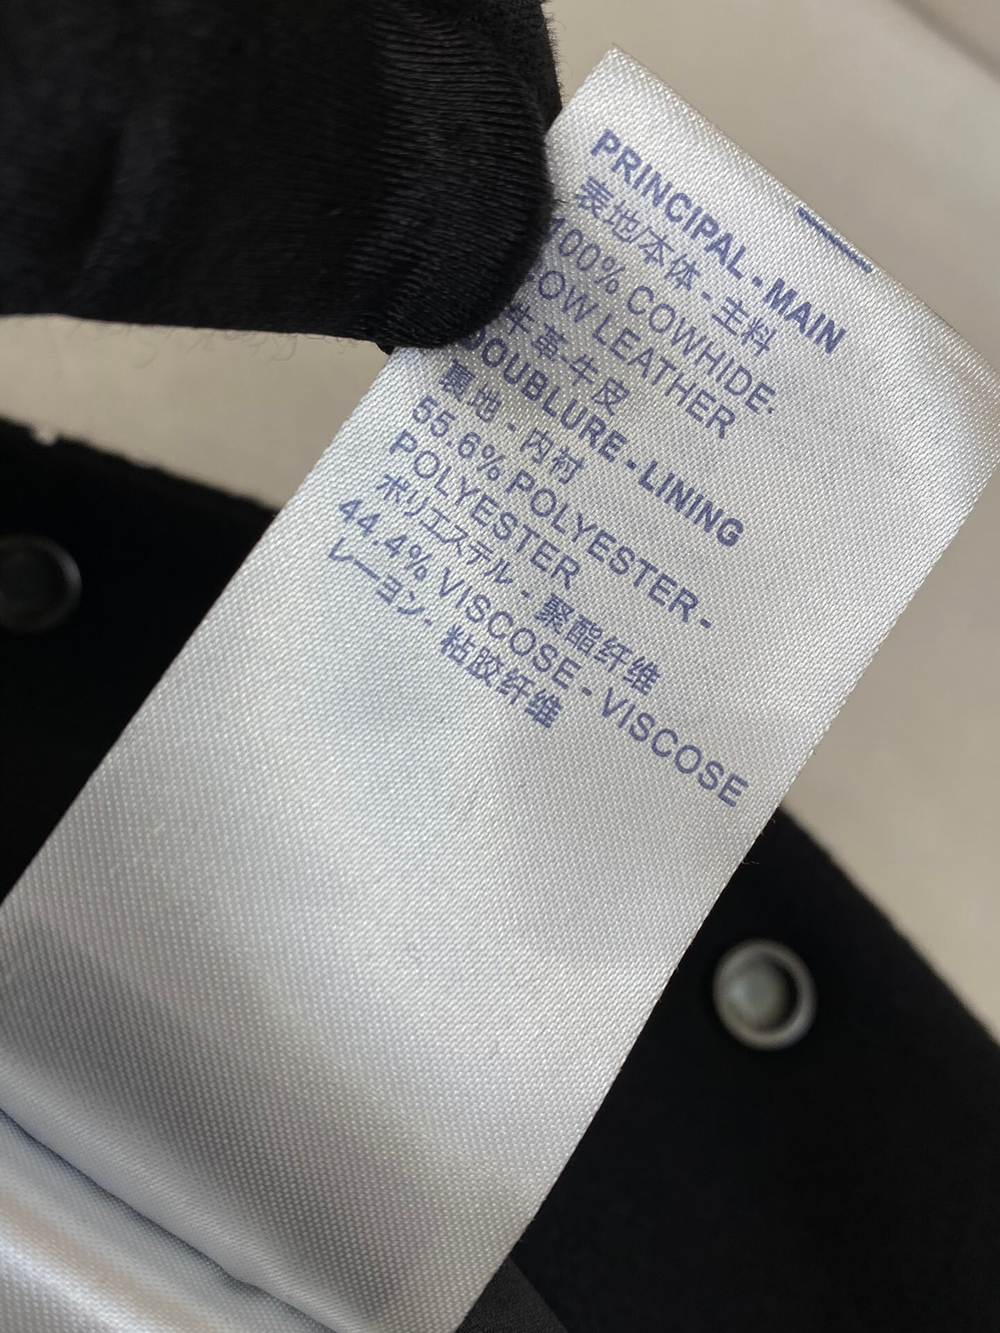 PRINCIPAL - MAIN
表地/本体 - 主料
100% COWHIDE-
COW LEATHER
牛革-牛皮
DOUBLURE - LINING
裏地 - 内衬
55.6% POLYESTER -
POLYESTER
ポリエステル - 聚酯纤维
44.4% VISCOSE - VISCOSE
レーヨン - 粘胶纤维